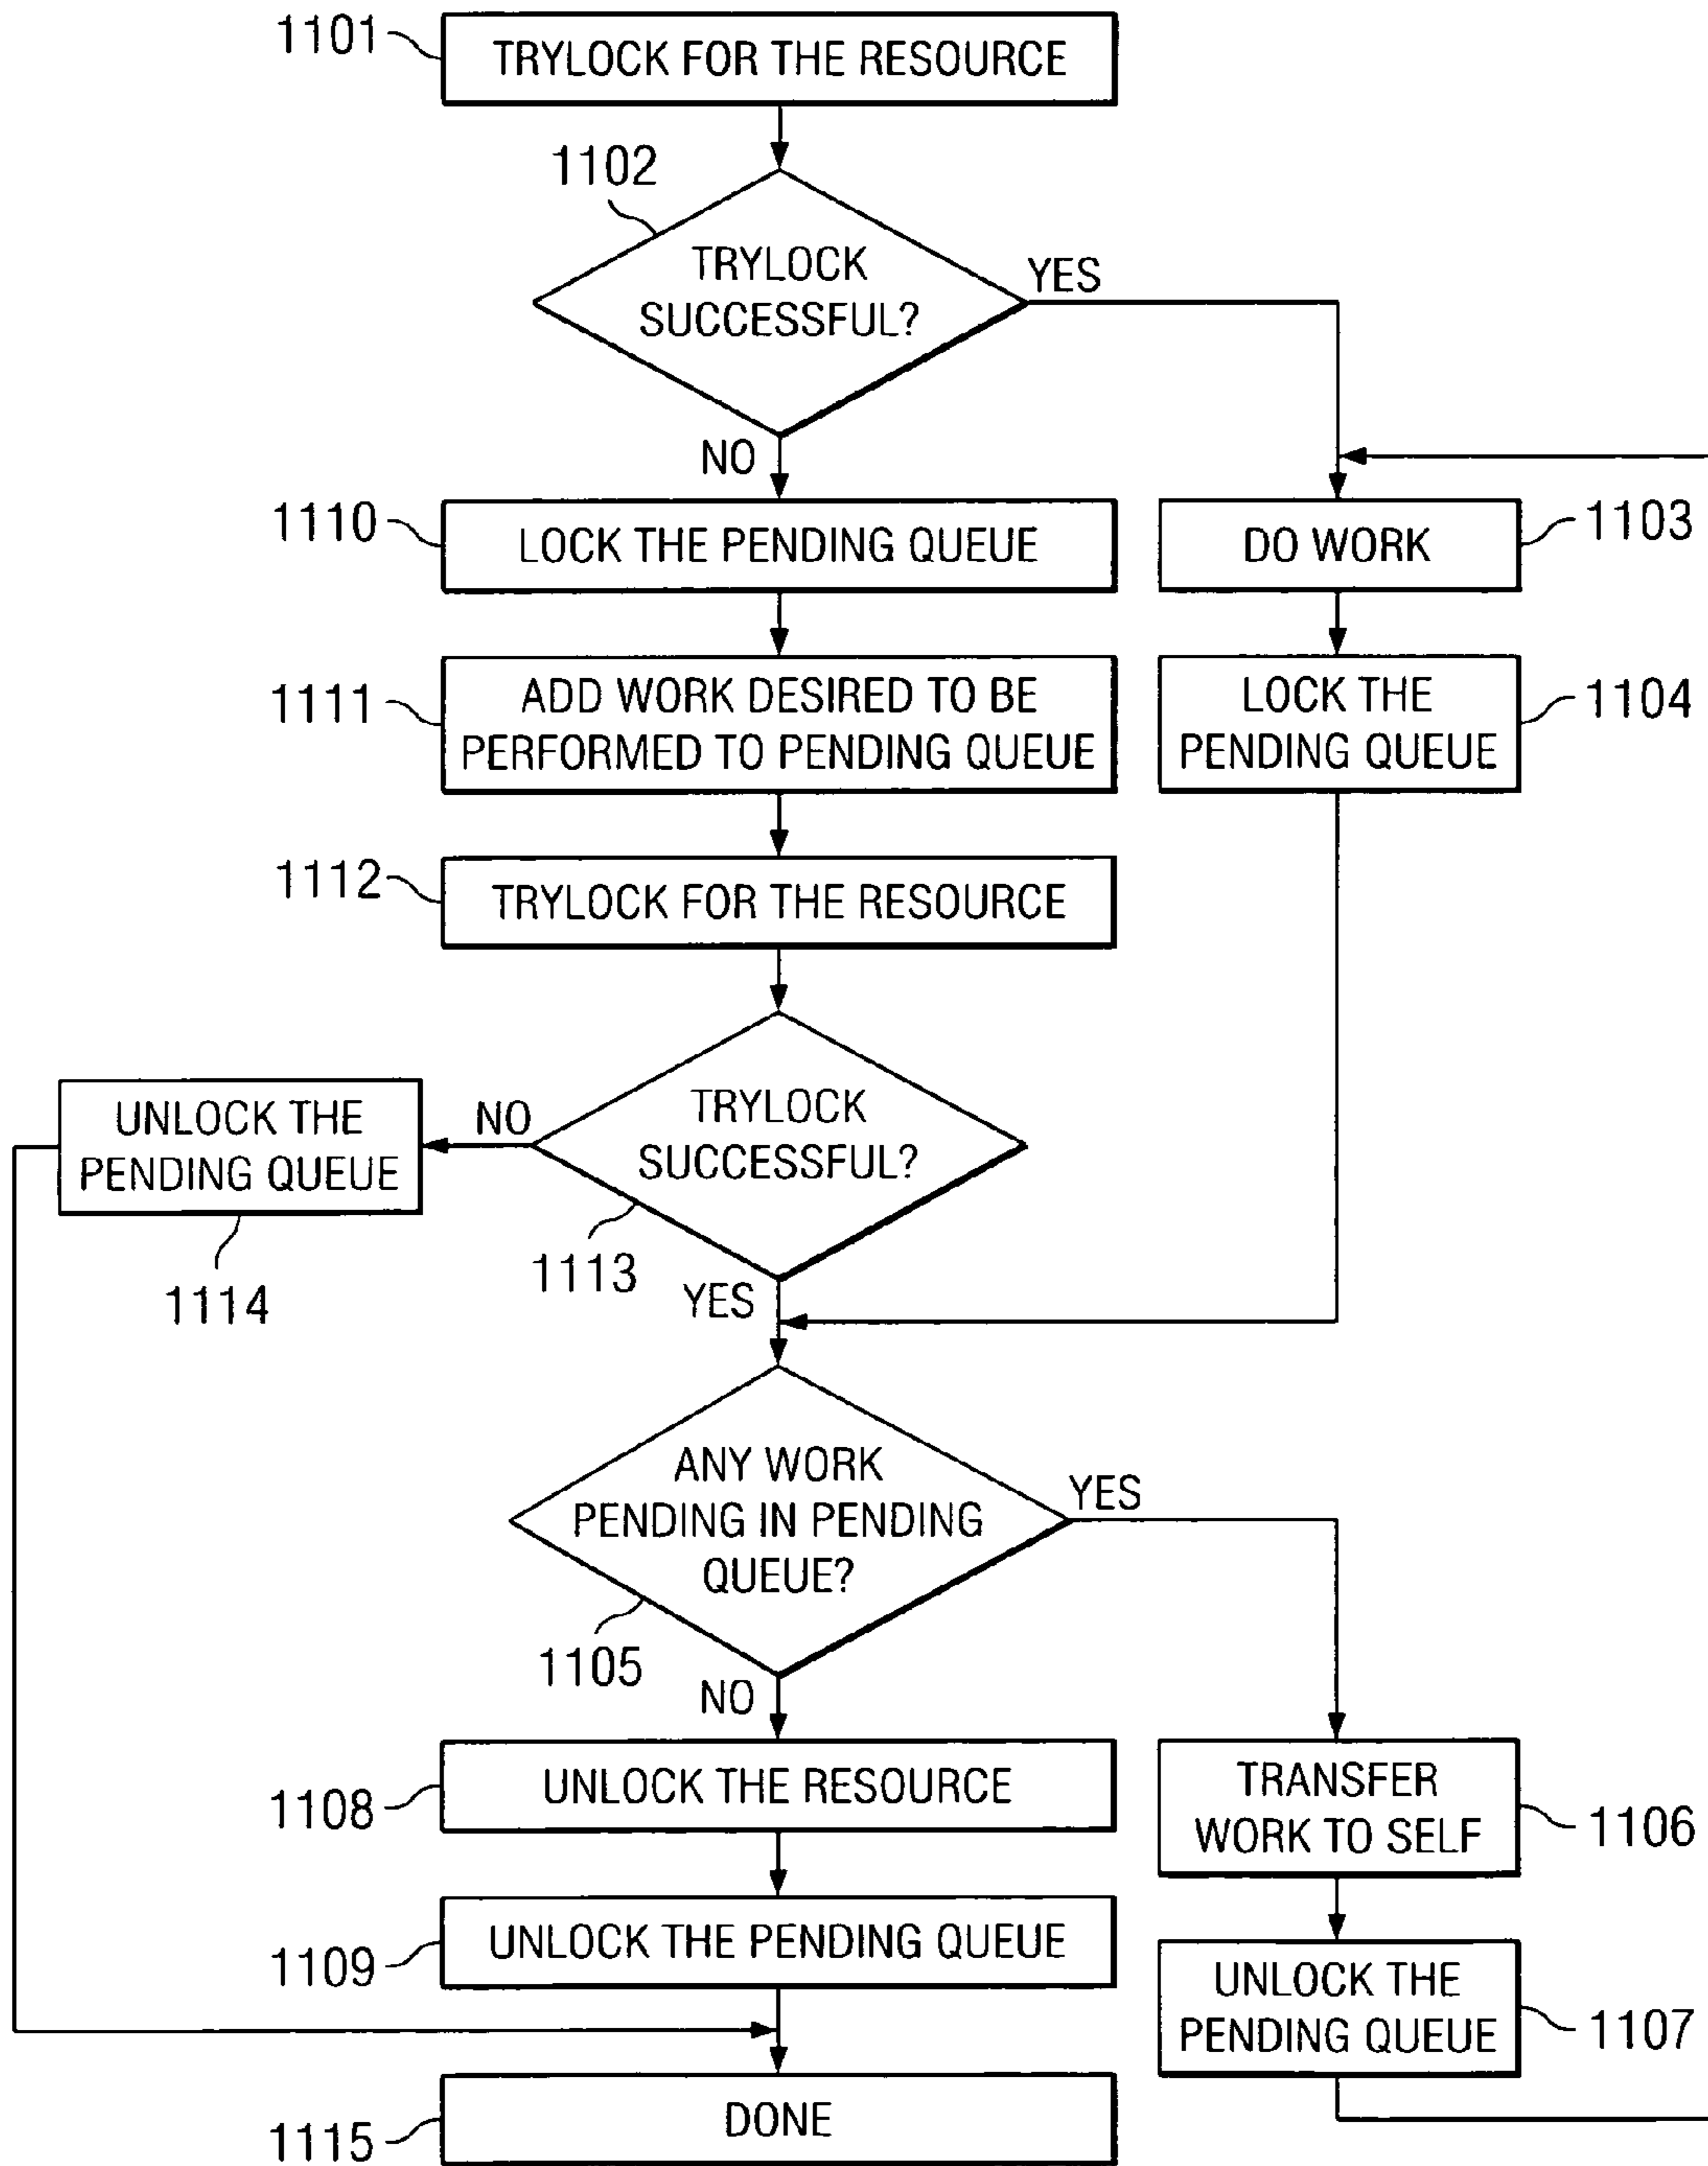 1101
TRYLOCK FOR THE RESOURCE
1102
TRYLOCK
SUCCESSFUL?
YES
NO
1110
LOCK THE PENDING QUEUE
DO WORK
1103
1111
ADD WORK DESIRED TO BE
PERFORMED TO PENDING QUEUE
LOCK THE
PENDING QUEUE
1104
1112
TRYLOCK FOR THE RESOURCE
UNLOCK THE
PENDING QUEUE
1114
NO
TRYLOCK
SUCCESSFUL?
1113
YES
ANY WORK
PENDING IN PENDING
QUEUE?
1105
YES
NO
1108
UNLOCK THE RESOURCE
TRANSFER
WORK TO SELF
1106
1109
UNLOCK THE PENDING QUEUE
UNLOCK THE
PENDING QUEUE
1107
1115
DONE